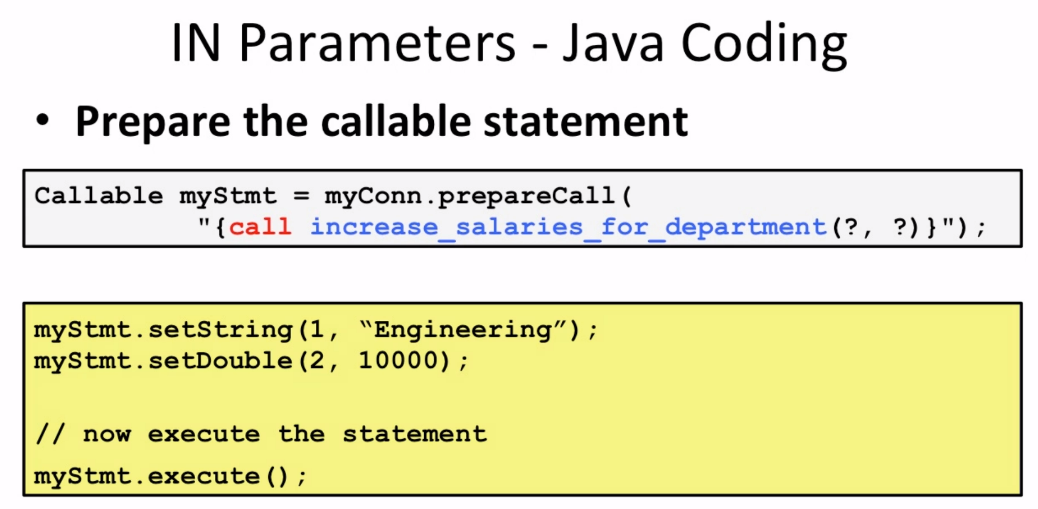 IN Parameters - Java Coding
• Prepare the callable statement
Callable myStmt = myConn.prepareCall(
"{call increase_salaries_for_department(?, ?)}");
myStmt.setString(1, “Engineering”);
myStmt.setDouble(2, 10000);
// now execute the statement
myStmt.execute();